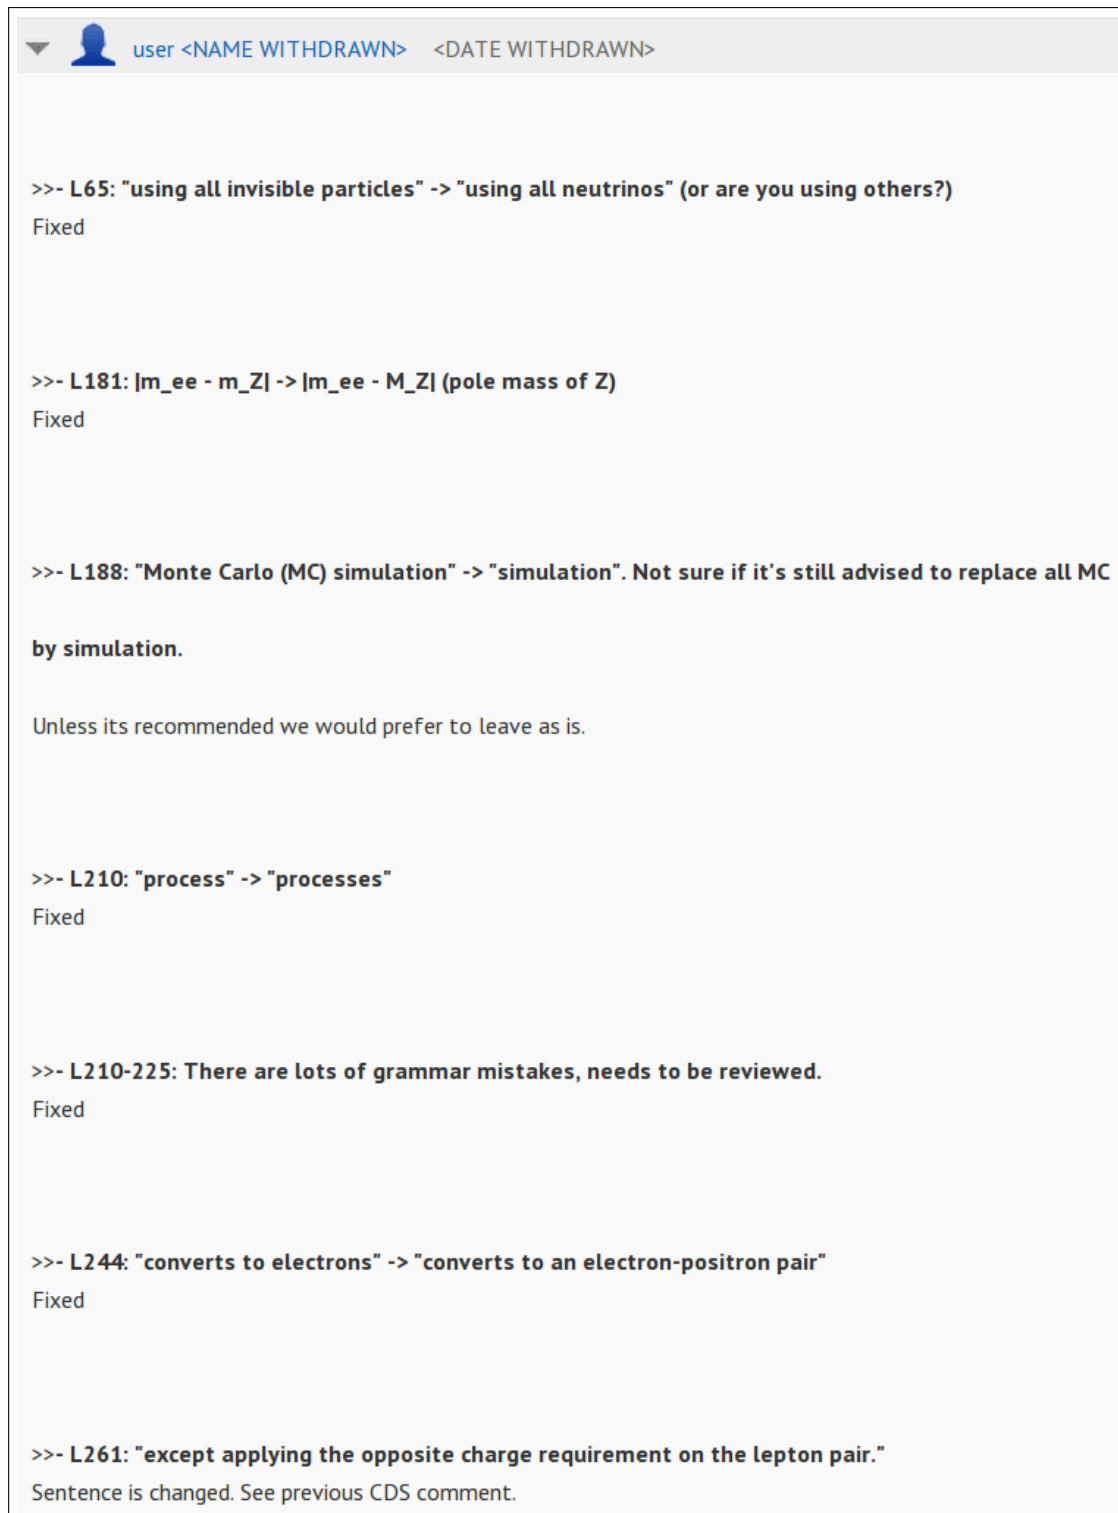 user <NAME WITHDRAWN> <DATE WITHDRAWN>
>>- L65: "using all invisible particles" -> "using all neutrinos" (or are you using others?)
Fixed
>>- L181: |m_ee - m_Z| -> |m_ee - M_Z| (pole mass of Z)
Fixed
>>- L188: "Monte Carlo (MC) simulation" -> "simulation". Not sure if it's still advised to replace all MC
by simulation.
Unless its recommended we would prefer to leave as is.
>>- L210: "process" -> "processes"
Fixed
>>- L210-225: There are lots of grammar mistakes, needs to be reviewed.
Fixed
>>- L244: "converts to electrons" -> "converts to an electron-positron pair"
Fixed
>>- L261: "except applying the opposite charge requirement on the lepton pair."
Sentence is changed. See previous CDS comment.